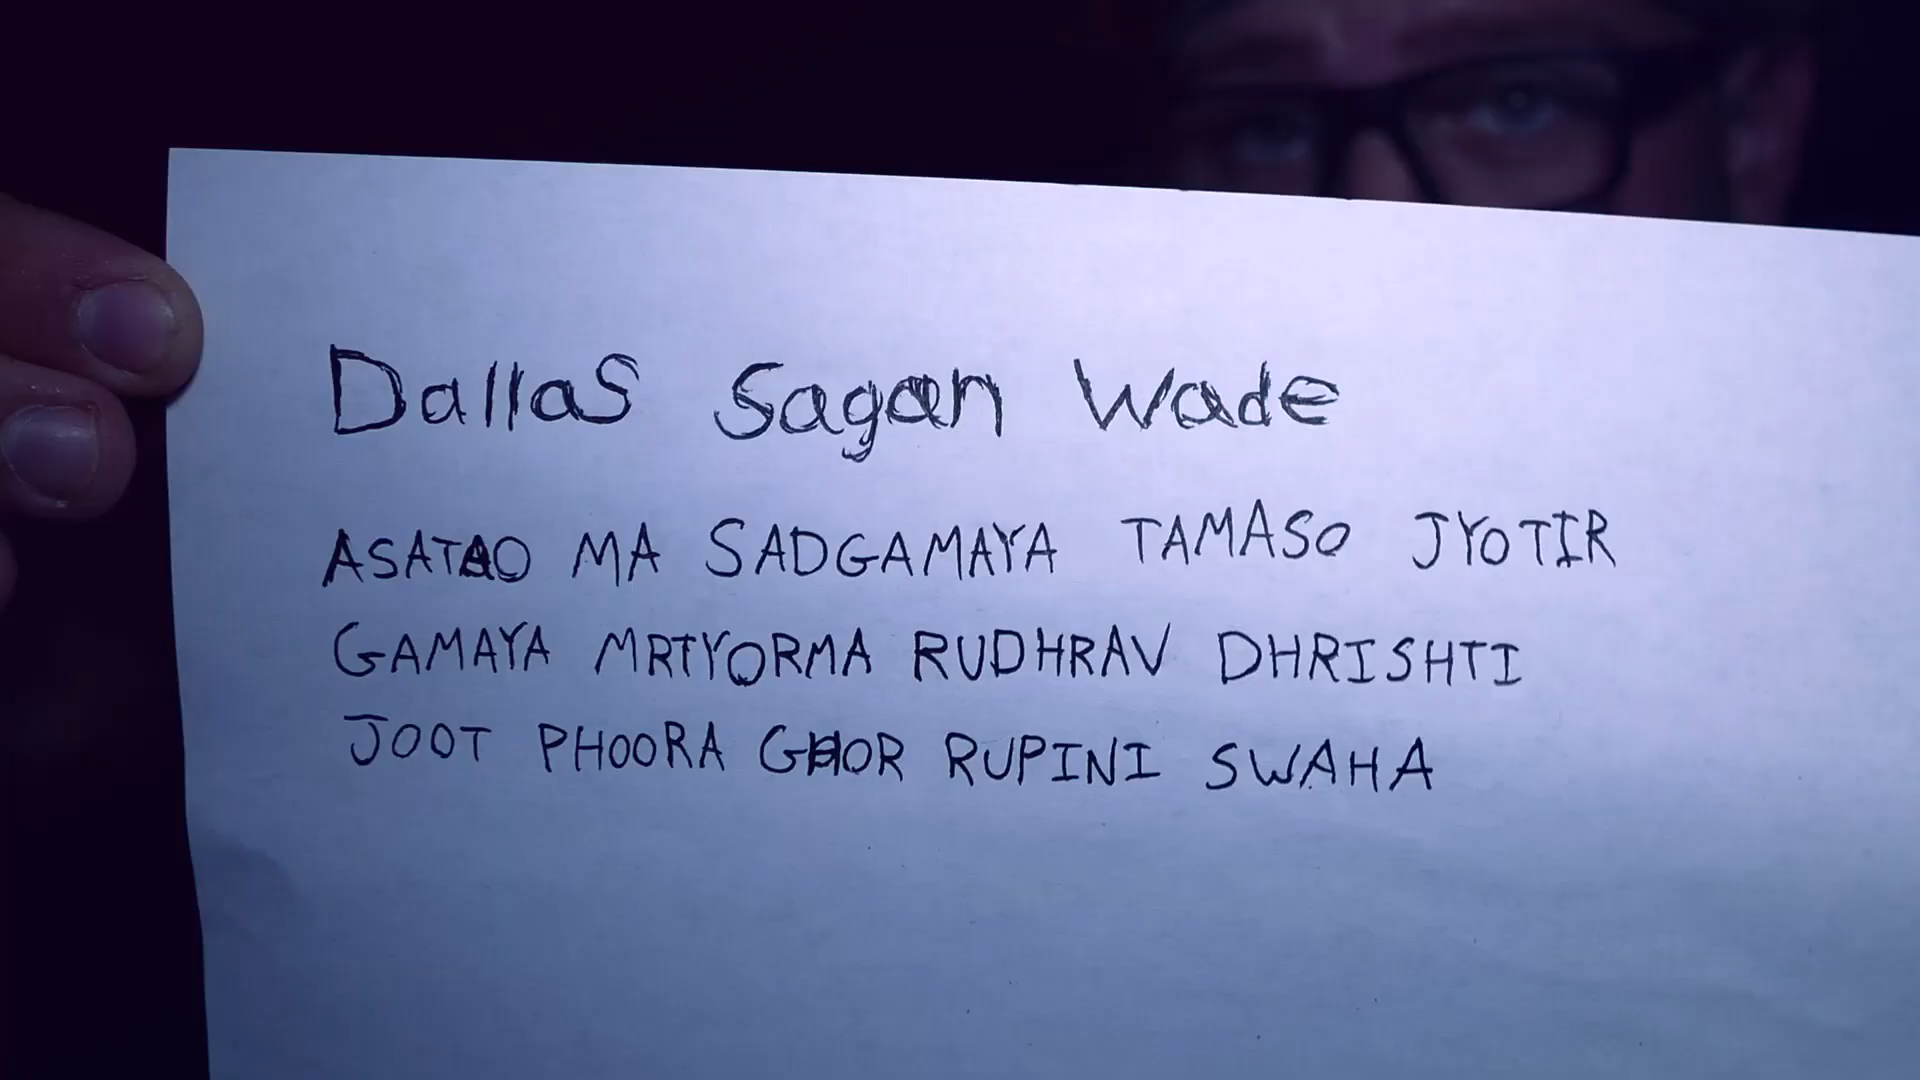 Dallas Sagan Wade
ASATAO MA SADGAMAYA TAMASO JYOTIR
GAMAYA MRTYORMA RUDHRAV DHRISHTI
JOOT PHOORA GHOR RUPINI SWAHA